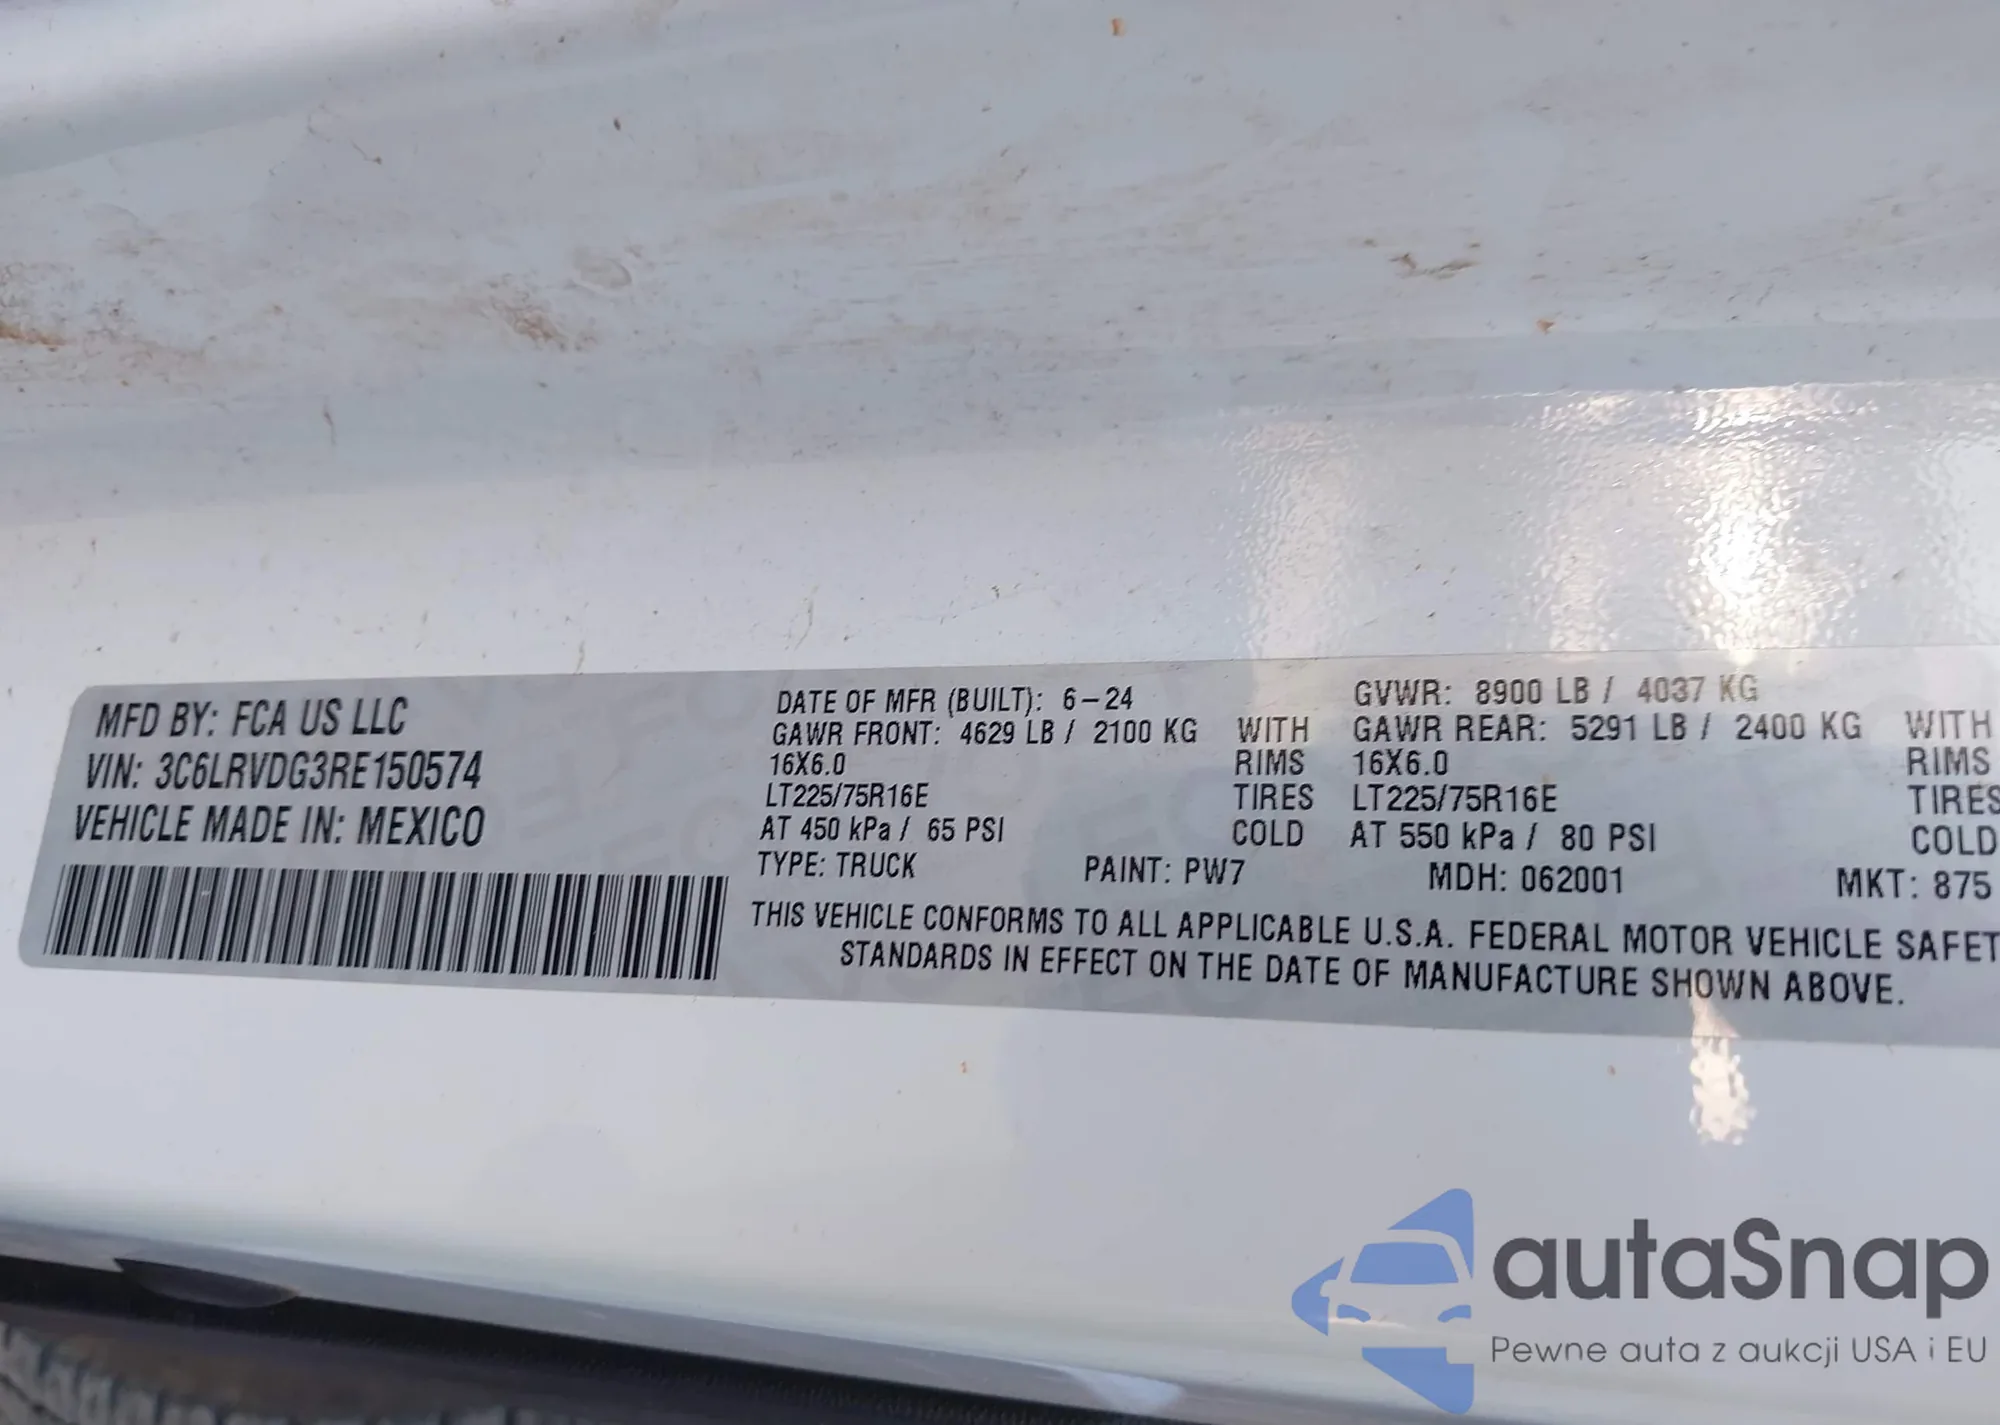 MFD BY: FCA US LLC
VIN: 3C6LRVDG3RE150574
VEHICLE MADE IN: MEXICO
DATE OF MFR (BUILT): 6-24 GVWR: 8900 LB / 4037 KG
GAWR FRONT: 4629 LB / 2100 KG WITH GAWR REAR: 5291 LB / 2400 KG WITH
16X6.0 RIMS 16X6.0 RIMS
LT225/75R16E TIRES LT225/75R16E TIRES
AT 450 kPa / 65 PSI COLD AT 550 kPa / 80 PSI COLD
TYPE: TRUCK PAINT: PW7 MDH: 062001 MKT: 875
THIS VEHICLE CONFORMS TO ALL APPLICABLE U.S.A. FEDERAL MOTOR VEHICLE SAFET
STANDARDS IN EFFECT ON THE DATE OF MANUFACTURE SHOWN ABOVE.
autaSnap
Pewne auta z aukcji USA i EU